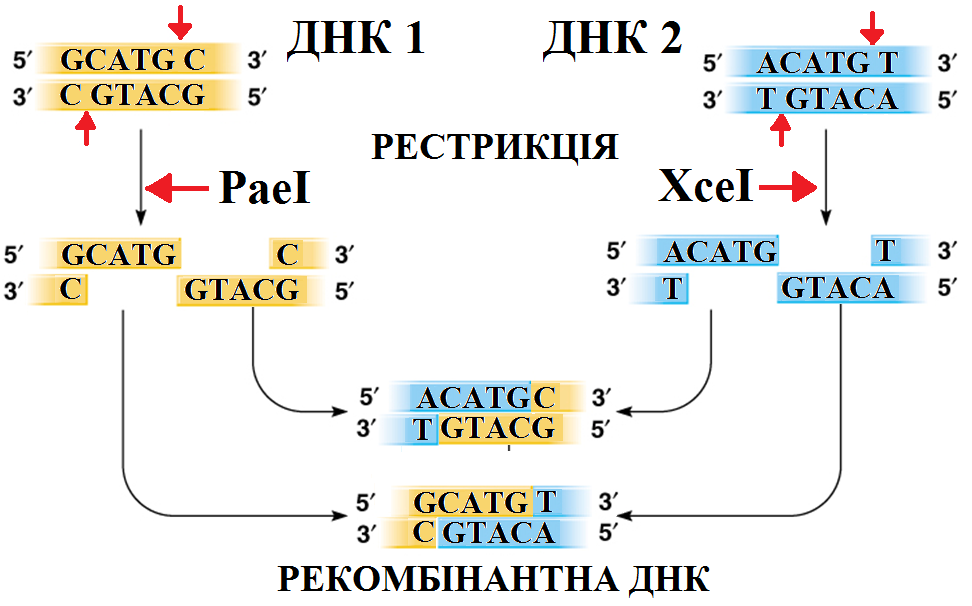 ДНК 1 ДНК 2
5′ GCATG C 3′
3′ C GTACG 5′
5′ ACATG T 3′
3′ T GTACA 5′
РЕСТРИКЦІЯ
PaeI XceI
5′ GCATG C 3′
3′ C GTACG 5′
5′ ACATG T 3′
3′ T GTACA 5′
5′ ACATGC 3′
3′ TGTACG 5′
5′ GCATGT 3′
3′ CGTACA 5′
РЕКОМБІНАНТНА ДНК